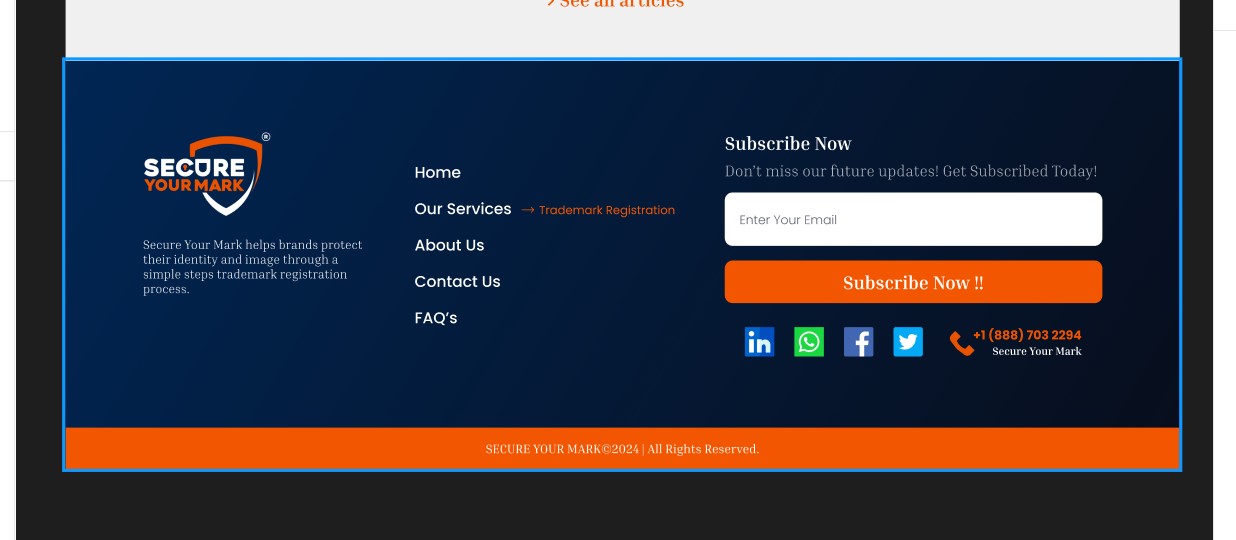 > See all articles
®
SECURE
YOUR MARK
Secure Your Mark helps brands protect
their identity and image through a
simple steps trademark registration
process.
Home
Our Services → Trademark Registration
About Us
Contact Us
FAQ’s
Subscribe Now
Don’t miss our future updates! Get Subscribed Today!
Enter Your Email
Subscribe Now !!
in
+1 (888) 703 2294
Secure Your Mark
SECURE YOUR MARK©2024 | All Rights Reserved.